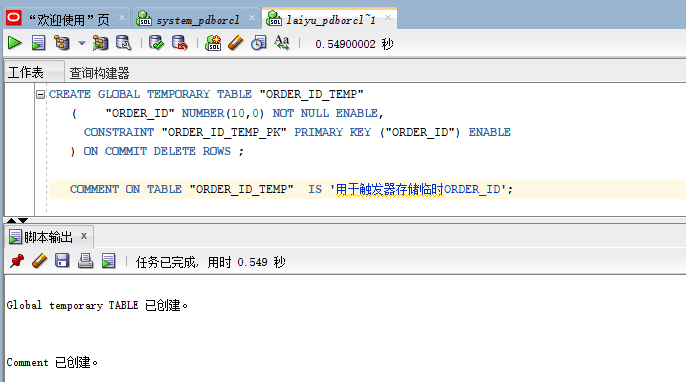 “欢迎使用”页 system_pdborcl laiyu_pdborcl~1
0.54900002 秒
工作表 查询构建器
CREATE GLOBAL TEMPORARY TABLE "ORDER_ID_TEMP"
( "ORDER_ID" NUMBER(10,0) NOT NULL ENABLE,
CONSTRAINT "ORDER_ID_TEMP_PK" PRIMARY KEY ("ORDER_ID") ENABLE
) ON COMMIT DELETE ROWS ;
COMMENT ON TABLE "ORDER_ID_TEMP" IS '用于触发器存储临时ORDER_ID';
脚本输出 x
任务已完成, 用时 0.549 秒
Global temporary TABLE 已创建。
Comment 已创建。